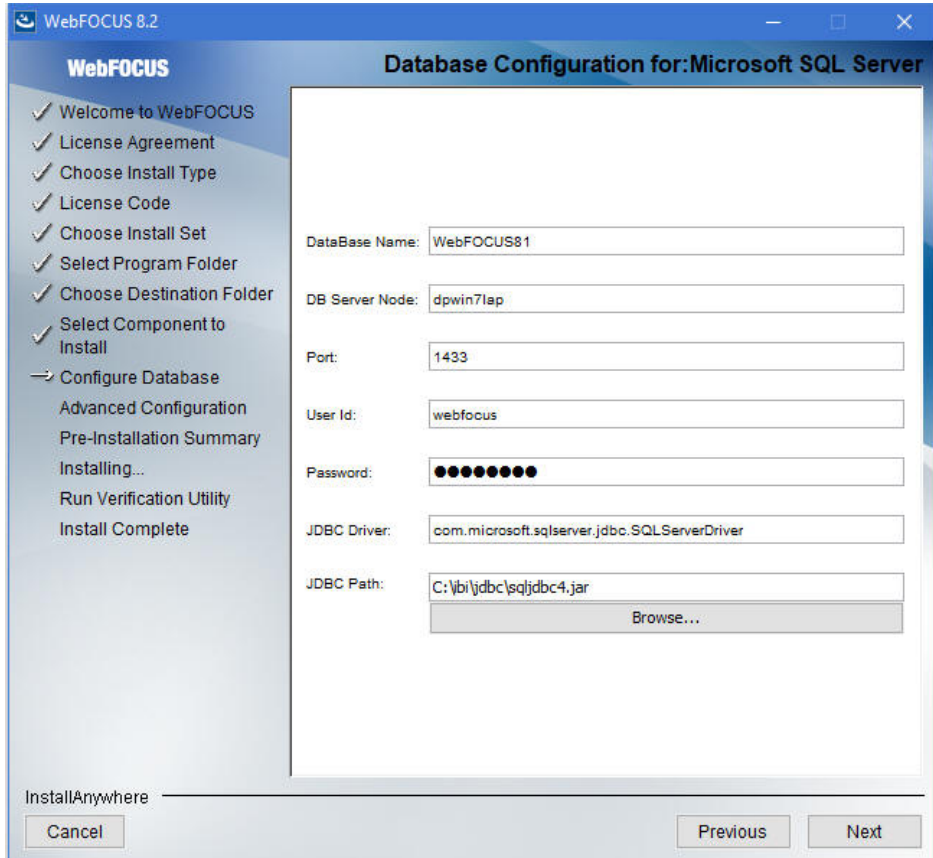 WebFOCUS 8.2
WebFOCUS
Database Configuration for:Microsoft SQL Server
Welcome to WebFOCUS
License Agreement
Choose Install Type
License Code
Choose Install Set
Select Program Folder
Choose Destination Folder
Select Component to
Install
Configure Database
Advanced Configuration
Pre-Installation Summary
Installing...
Run Verification Utility
Install Complete
DataBase Name: WebFOCUS81
DB Server Node: dpwin7lap
Port: 1433
User Id: webfocus
Password: ●●●●●●●●
JDBC Driver: com.microsoft.sqlserver.jdbc.SQLServerDriver
JDBC Path: C:\ibi\jdbc\sqljdbc4.jar
Browse...
InstallAnywhere
Cancel
Previous
Next